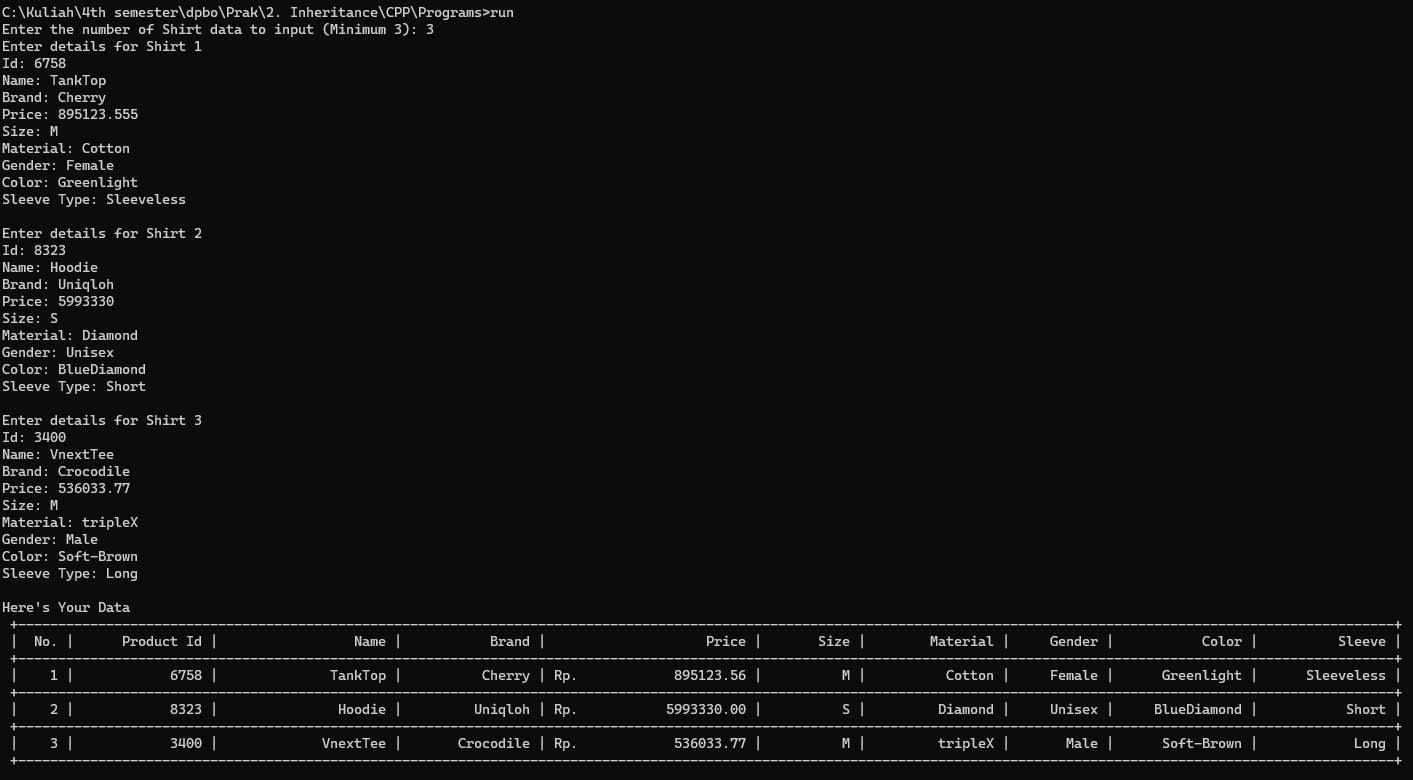 C:\Kuliah\4th semester\dpbo\Prak\2. Inheritance\CPP\Programs>run
Enter the number of Shirt data to input (Minimum 3): 3
Enter details for Shirt 1
Id: 6758
Name: TankTop
Brand: Cherry
Price: 895123.555
Size: M
Material: Cotton
Gender: Female
Color: Greenlight
Sleeve Type: Sleeveless

Enter details for Shirt 2
Id: 8323
Name: Hoodie
Brand: Uniqloh
Price: 5993330
Size: S
Material: Diamond
Gender: Unisex
Color: BlueDiamond
Sleeve Type: Short

Enter details for Shirt 3
Id: 3400
Name: VnextTee
Brand: Crocodile
Price: 536033.77
Size: M
Material: tripleX
Gender: Male
Color: Soft-Brown
Sleeve Type: Long

Here's Your Data
| No. | Product Id | Name | Brand | Price | Size | Material | Gender | Color | Sleeve |
| 1 | 6758 | TankTop | Cherry | Rp. 895123.56 | M | Cotton | Female | Greenlight | Sleeveless |
| 2 | 8323 | Hoodie | Uniqloh | Rp. 5993330.00 | S | Diamond | Unisex | BlueDiamond | Short |
| 3 | 3400 | VnextTee | Crocodile | Rp. 536033.77 | M | tripleX | Male | Soft-Brown | Long |